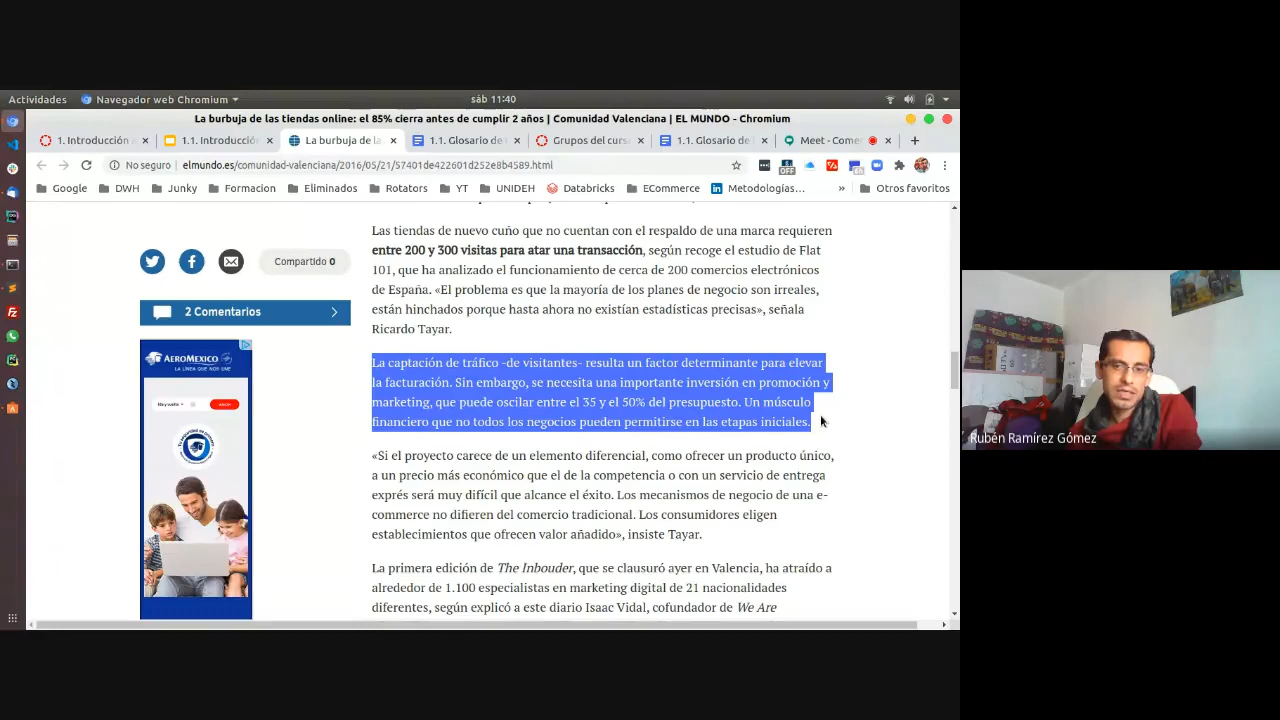 Actividades
Navegador web Chromium
sáb 11:40
La burbuja de las tiendas online: el 85% cierra antes de cumplir 2 años | Comunidad Valenciana | EL MUNDO - Chromium
1. Introducción
1.1. Introducció
La burbuja de la
1.1. Glosario de
Grupos del curs
1.1. Glosario de
Meet - Come
No seguro
elmundo.es/comunidad-valenciana/2016/05/21/57401de422601d252e8b4589.html
OFF
Google
DWH
Junky
Formacion
Eliminados
Rotators
YT
UNIDEH
Databricks
ECommerce
Metodologías...
»
Otros favoritos
Las tiendas de nuevo cuño que no cuentan con el respaldo de una marca requieren
entre 200 y 300 visitas para atar una transacción, según recoge el estudio de Flat
101, que ha analizado el funcionamiento de cerca de 200 comercios electrónicos
de España. «El problema es que la mayoría de los planes de negocio son irreales,
están hinchados porque hasta ahora no existían estadísticas precisas», señala
Ricardo Tayar.
Compartido 0
2 Comentarios
AEROMEXICO
LA LÍNEA QUE NOS UNE
La captación de tráfico -de visitantes- resulta un factor determinante para elevar
la facturación. Sin embargo, se necesita una importante inversión en promoción y
marketing, que puede oscilar entre el 35 y el 50% del presupuesto. Un músculo
financiero que no todos los negocios pueden permitirse en las etapas iniciales.
«Si el proyecto carece de un elemento diferencial, como ofrecer un producto único,
a un precio más económico que el de la competencia o con un servicio de entrega
exprés será muy difícil que alcance el éxito. Los mecanismos de negocio de una e-
commerce no difieren del comercio tradicional. Los consumidores eligen
establecimientos que ofrecen valor añadido», insiste Tayar.
La primera edición de The Inbouder, que se clausuró ayer en Valencia, ha atraído a
alrededor de 1.100 especialistas en marketing digital de 21 nacionalidades
diferentes, según explicó a este diario Isaac Vidal, cofundador de We Are
Rubén Ramírez Gómez